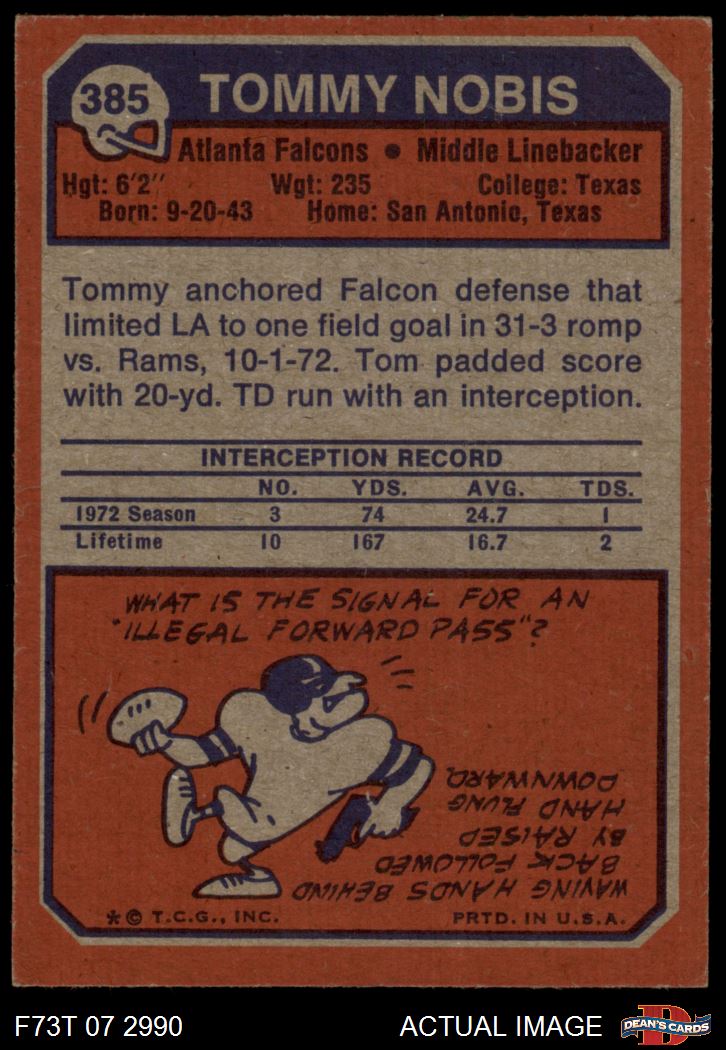 385
TOMMY NOBIS
Atlanta Falcons • Middle Linebacker
Hgt: 6'2" Wgt: 235 College: Texas
Born: 9-20-43 Home: San Antonio, Texas
Tommy anchored Falcon defense that
limited LA to one field goal in 31-3 romp
vs. Rams, 10-1-72. Tom padded score
with 20-yd. TD run with an interception.
INTERCEPTION RECORD
NO. YDS. AVG. TDS.
1972 Season 3 74 24.7 1
Lifetime 10 167 16.7 2
WHAT IS THE SIGNAL FOR AN
"ILLEGAL FORWARD PASS"?
WAVING HANDS BEHIND
BACK FOLLOWED
BY RAISED
HAND FLUNG
DOWNWARD.
* © T.C.G., INC. PRTD. IN U.S.A.
F73T 07 2990 ACTUAL IMAGE
D
DEAN'S CARDS